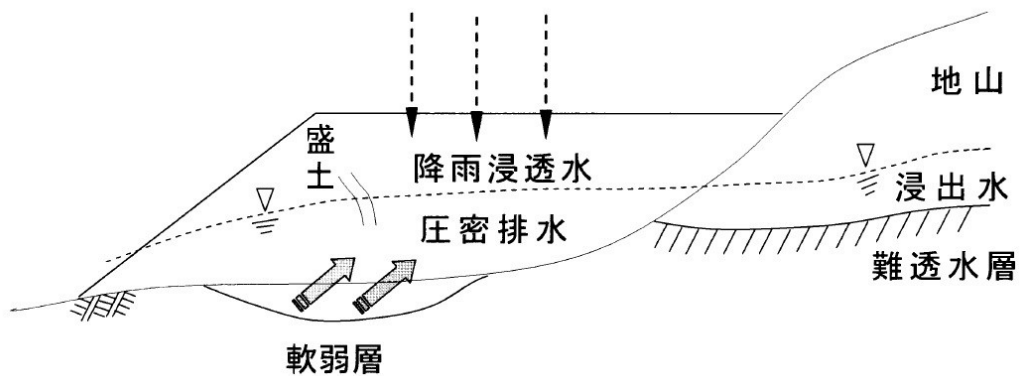 地山
盛土
降雨浸透水
浸出水
圧密排水
難透水層
軟弱層